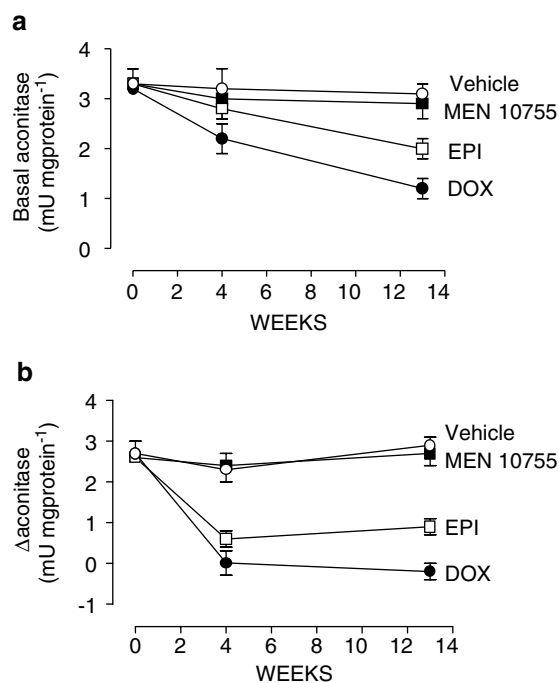 a
Basal aconitase
(mU mgprotein⁻¹)
4
3
2
1
0
Vehicle
MEN 10755
EPI
DOX
0 2 4 6 8 10 12 14
WEEKS
b
Δaconitase
(mU mgprotein⁻¹)
4
3
2
1
0
-1
Vehicle
MEN 10755
EPI
DOX
0 2 4 6 8 10 12 14
WEEKS